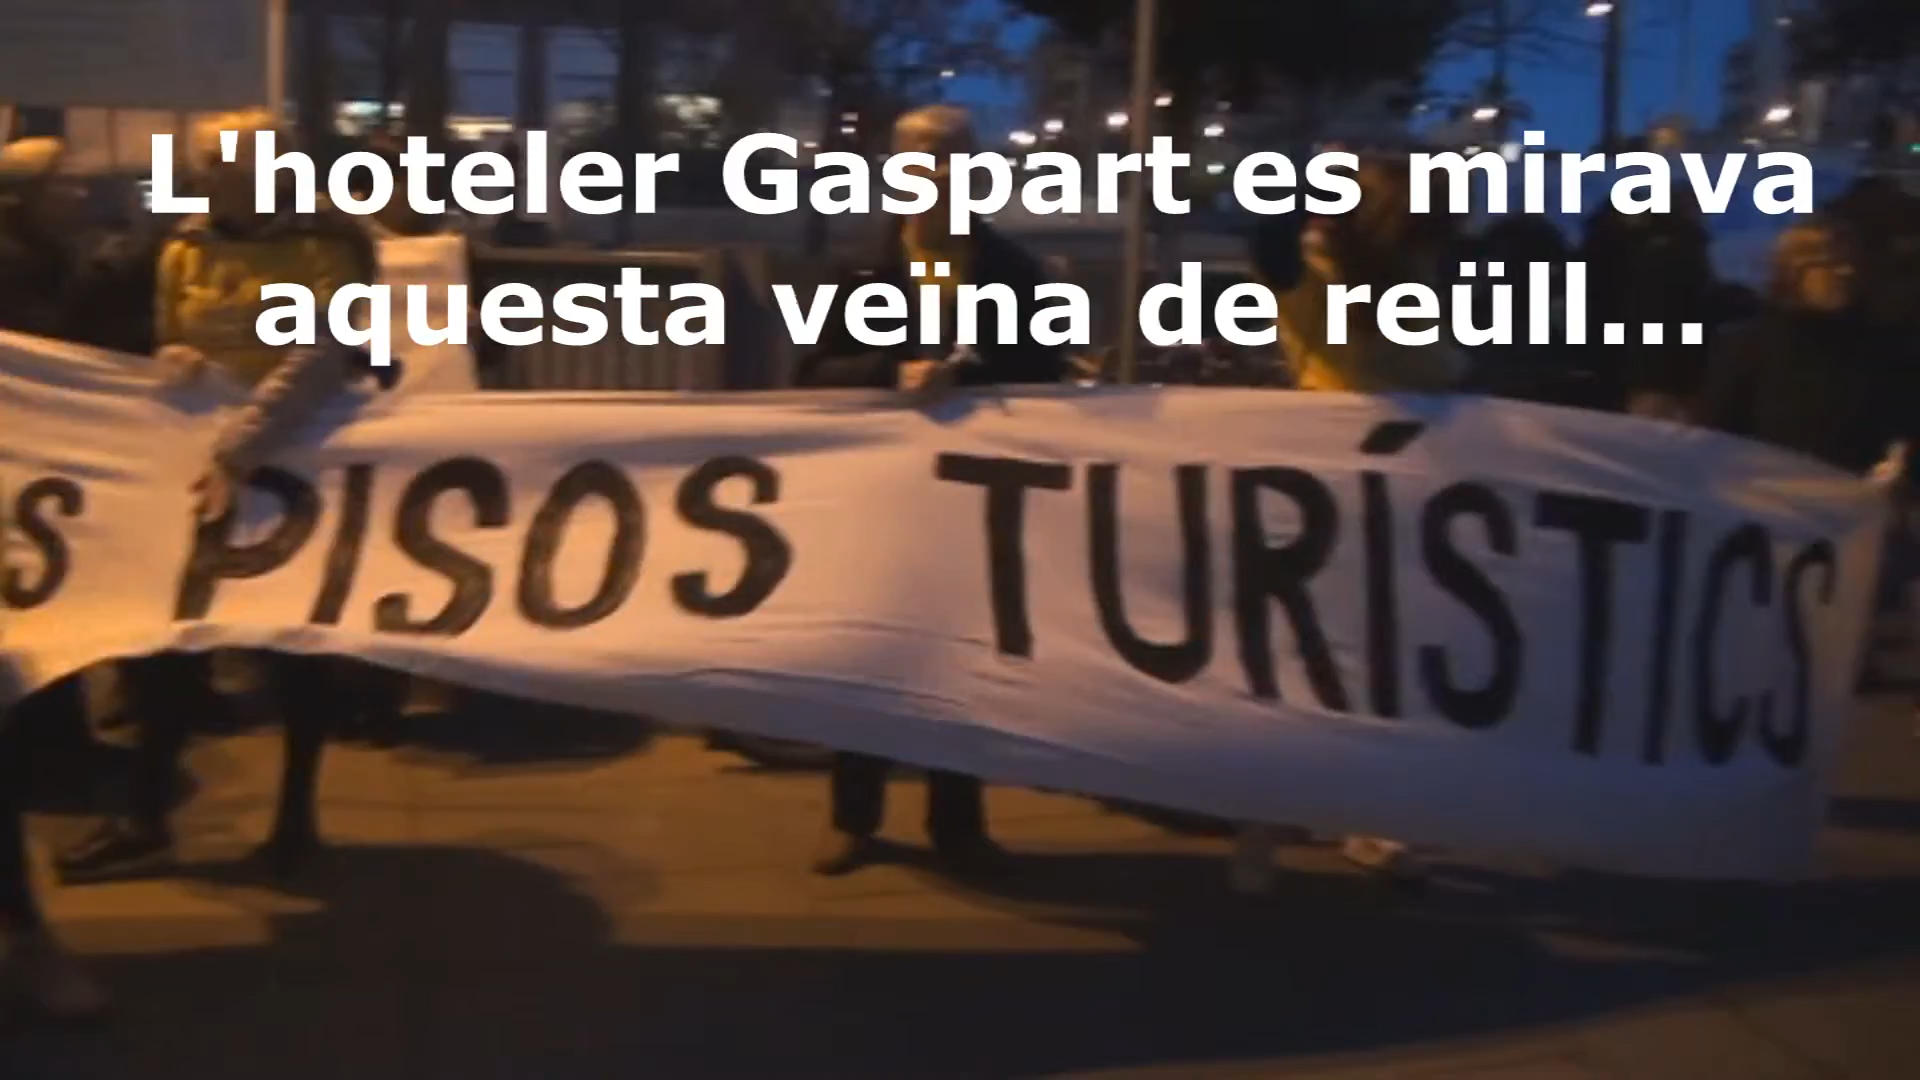 L'hoteler Gaspart es mirava
aquesta veïna de reüll...
S PISOS TURÍSTICS